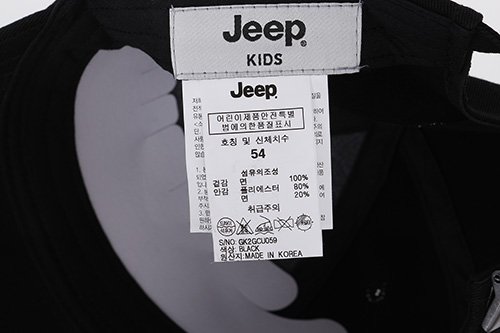 Jeep
KIDS
Jeep
어린이제품안전특별
법에의한품질표시
호칭 및 신체치수
54
섬유의조성
겉감 면 100%
안감 폴리에스터 80%
면 20%
취급주의
S/NO: GK2GCU059
색상: BLACK
원산지: MADE IN KOREA